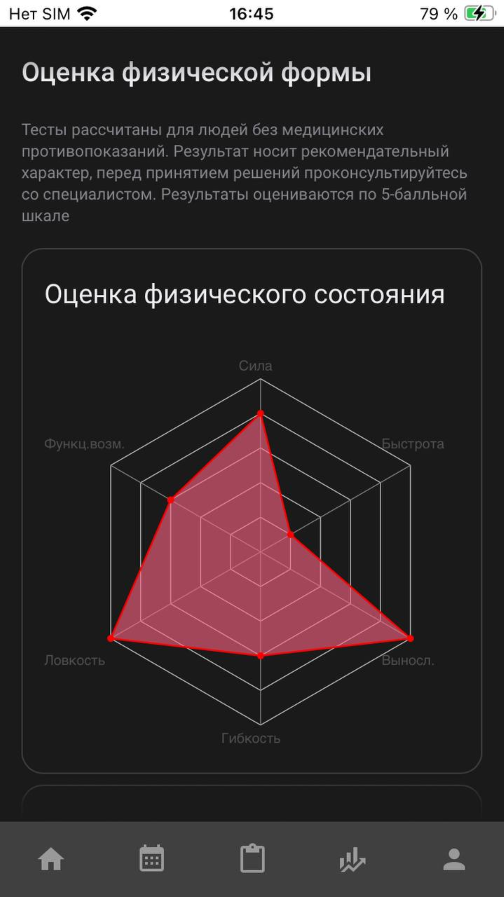 Нет SIM 16:45 79 %
Оценка физической формы
Тесты рассчитаны для людей без медицинских
противопоказаний. Результат носит рекомендательный
характер, перед принятием решений проконсультируйтесь
со специалистом. Результаты оцениваются по 5-балльной
шкале
Оценка физического состояния
Сила
Функц.возм.
Быстрота
Ловкость
Выносл.
Гибкость